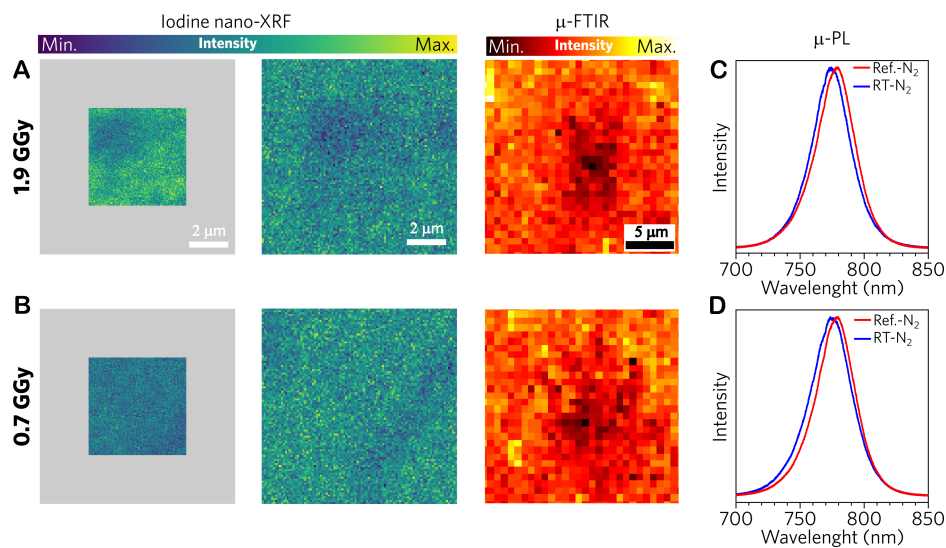 Iodine nano-XRF
μ-FTIR
μ-PL
Min. Intensity Max.
Min. Intensity Max.
A
1.9 GGy
2 μm
2 μm
5 μm
C
Ref.-N₂
RT-N₂
Intensity
700 760 800 850
Wavelenght (nm)
B
0.7 GGy
D
Ref.-N₂
RT-N₂
Intensity
700 760 800 850
Wavelenght (nm)